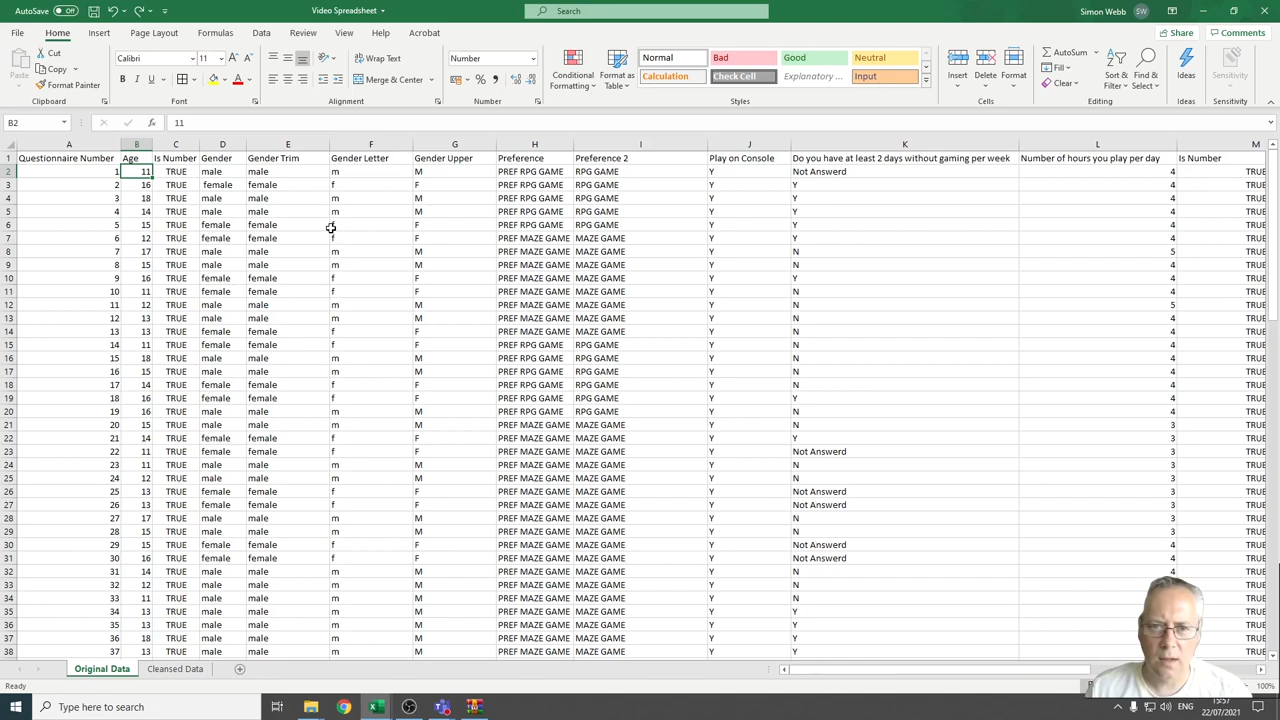 AutoSave Off Video Spreadsheet Search Simon Webb SW
File Home Insert Page Layout Formulas Data Review View Help Acrobat Share Comments
Paste Cut Copy Format Painter Calibri 11 B I U Wrap Text Merge & Center Number Conditional Formatting Format as Table Normal Bad Good Neutral Calculation Check Cell Explanatory ... Input Insert Delete Format AutoSum Fill Clear Sort & Filter Find & Select Ideas Sensitivity
Clipboard Font Alignment Number Styles Cells Editing Ideas Sensitivity
B2 fx 11
A B C D E F G H I J K L M
1 Questionnaire Number Age Is Number Gender Gender Trim Gender Letter Gender Upper Preference Preference 2 Play on Console Do you have at least 2 days without gaming per week Number of hours you play per day Is Number
2 1 11 TRUE male male m M PREF RPG GAME RPG GAME Y Not Answerd 4 TRUE
3 2 16 TRUE female female f F PREF RPG GAME RPG GAME Y Y 4 TRUE
4 3 18 TRUE male male m M PREF RPG GAME RPG GAME Y Y 4 TRUE
5 4 14 TRUE male male m M PREF RPG GAME RPG GAME Y Y 4 TRUE
6 5 15 TRUE female female F PREF RPG GAME RPG GAME Y Y 4 TRUE
7 6 12 TRUE female female f F PREF MAZE GAME MAZE GAME Y Y 4 TRUE
8 7 17 TRUE male male m M PREF MAZE GAME MAZE GAME Y N 5 TRUE
9 8 15 TRUE male male m M PREF MAZE GAME MAZE GAME Y N 4 TRUE
10 9 16 TRUE female female f F PREF MAZE GAME MAZE GAME Y Y 4 TRUE
11 10 11 TRUE female female f F PREF MAZE GAME MAZE GAME Y N 4 TRUE
12 11 12 TRUE male male m M PREF MAZE GAME MAZE GAME Y N 5 TRUE
13 12 13 TRUE male male m M PREF MAZE GAME MAZE GAME Y N 4 TRUE
14 13 13 TRUE female female f F PREF MAZE GAME MAZE GAME Y N 4 TRUE
15 14 11 TRUE female female f F PREF RPG GAME RPG GAME Y N 4 TRUE
16 15 18 TRUE male male m M PREF RPG GAME RPG GAME Y N 4 TRUE
17 16 15 TRUE male male m M PREF RPG GAME RPG GAME Y N 4 TRUE
18 17 14 TRUE female female f F PREF RPG GAME RPG GAME Y N 4 TRUE
19 18 16 TRUE female female f F PREF RPG GAME RPG GAME Y Y 4 TRUE
20 19 16 TRUE male male m M PREF RPG GAME RPG GAME Y N 4 TRUE
21 20 15 TRUE male male m M PREF MAZE GAME MAZE GAME Y N 3 TRUE
22 21 14 TRUE female female f F PREF MAZE GAME MAZE GAME Y Y 3 TRUE
23 22 11 TRUE female female f F PREF MAZE GAME MAZE GAME Y Not Answerd 3 TRUE
24 23 11 TRUE male male m M PREF MAZE GAME MAZE GAME Y N 3 TRUE
25 24 12 TRUE male male m M PREF MAZE GAME MAZE GAME Y N 3 TRUE
26 25 13 TRUE female female f F PREF MAZE GAME MAZE GAME Y Not Answerd 3 TRUE
27 26 13 TRUE female female f F PREF MAZE GAME MAZE GAME Y Not Answerd 3 TRUE
28 27 17 TRUE male male m M PREF MAZE GAME MAZE GAME Y N 3 TRUE
29 28 15 TRUE male male m M PREF MAZE GAME MAZE GAME Y N 3 TRUE
30 29 15 TRUE female female f F PREF MAZE GAME MAZE GAME Y Not Answerd 4 TRUE
31 30 16 TRUE female female f F PREF MAZE GAME MAZE GAME Y Not Answerd 4 TRUE
32 31 14 TRUE male male m M PREF MAZE GAME MAZE GAME Y N 4 TRUE
33 32 12 TRUE male male m M PREF MAZE GAME MAZE GAME Y N TRUE
34 33 11 TRUE male male m M PREF MAZE GAME MAZE GAME Y N TRUE
35 34 13 TRUE male male m M PREF MAZE GAME MAZE GAME Y Y TRUE
36 35 13 TRUE male male m M PREF MAZE GAME MAZE GAME Y Y TRUE
37 36 18 TRUE male male m M PREF MAZE GAME MAZE GAME Y Y TRUE
38 37 13 TRUE male male m M PREF MAZE GAME MAZE GAME Y Y TRUE
Original Data Cleansed Data
Ready 100%
Type here to search ENG 15:57
22/07/2021